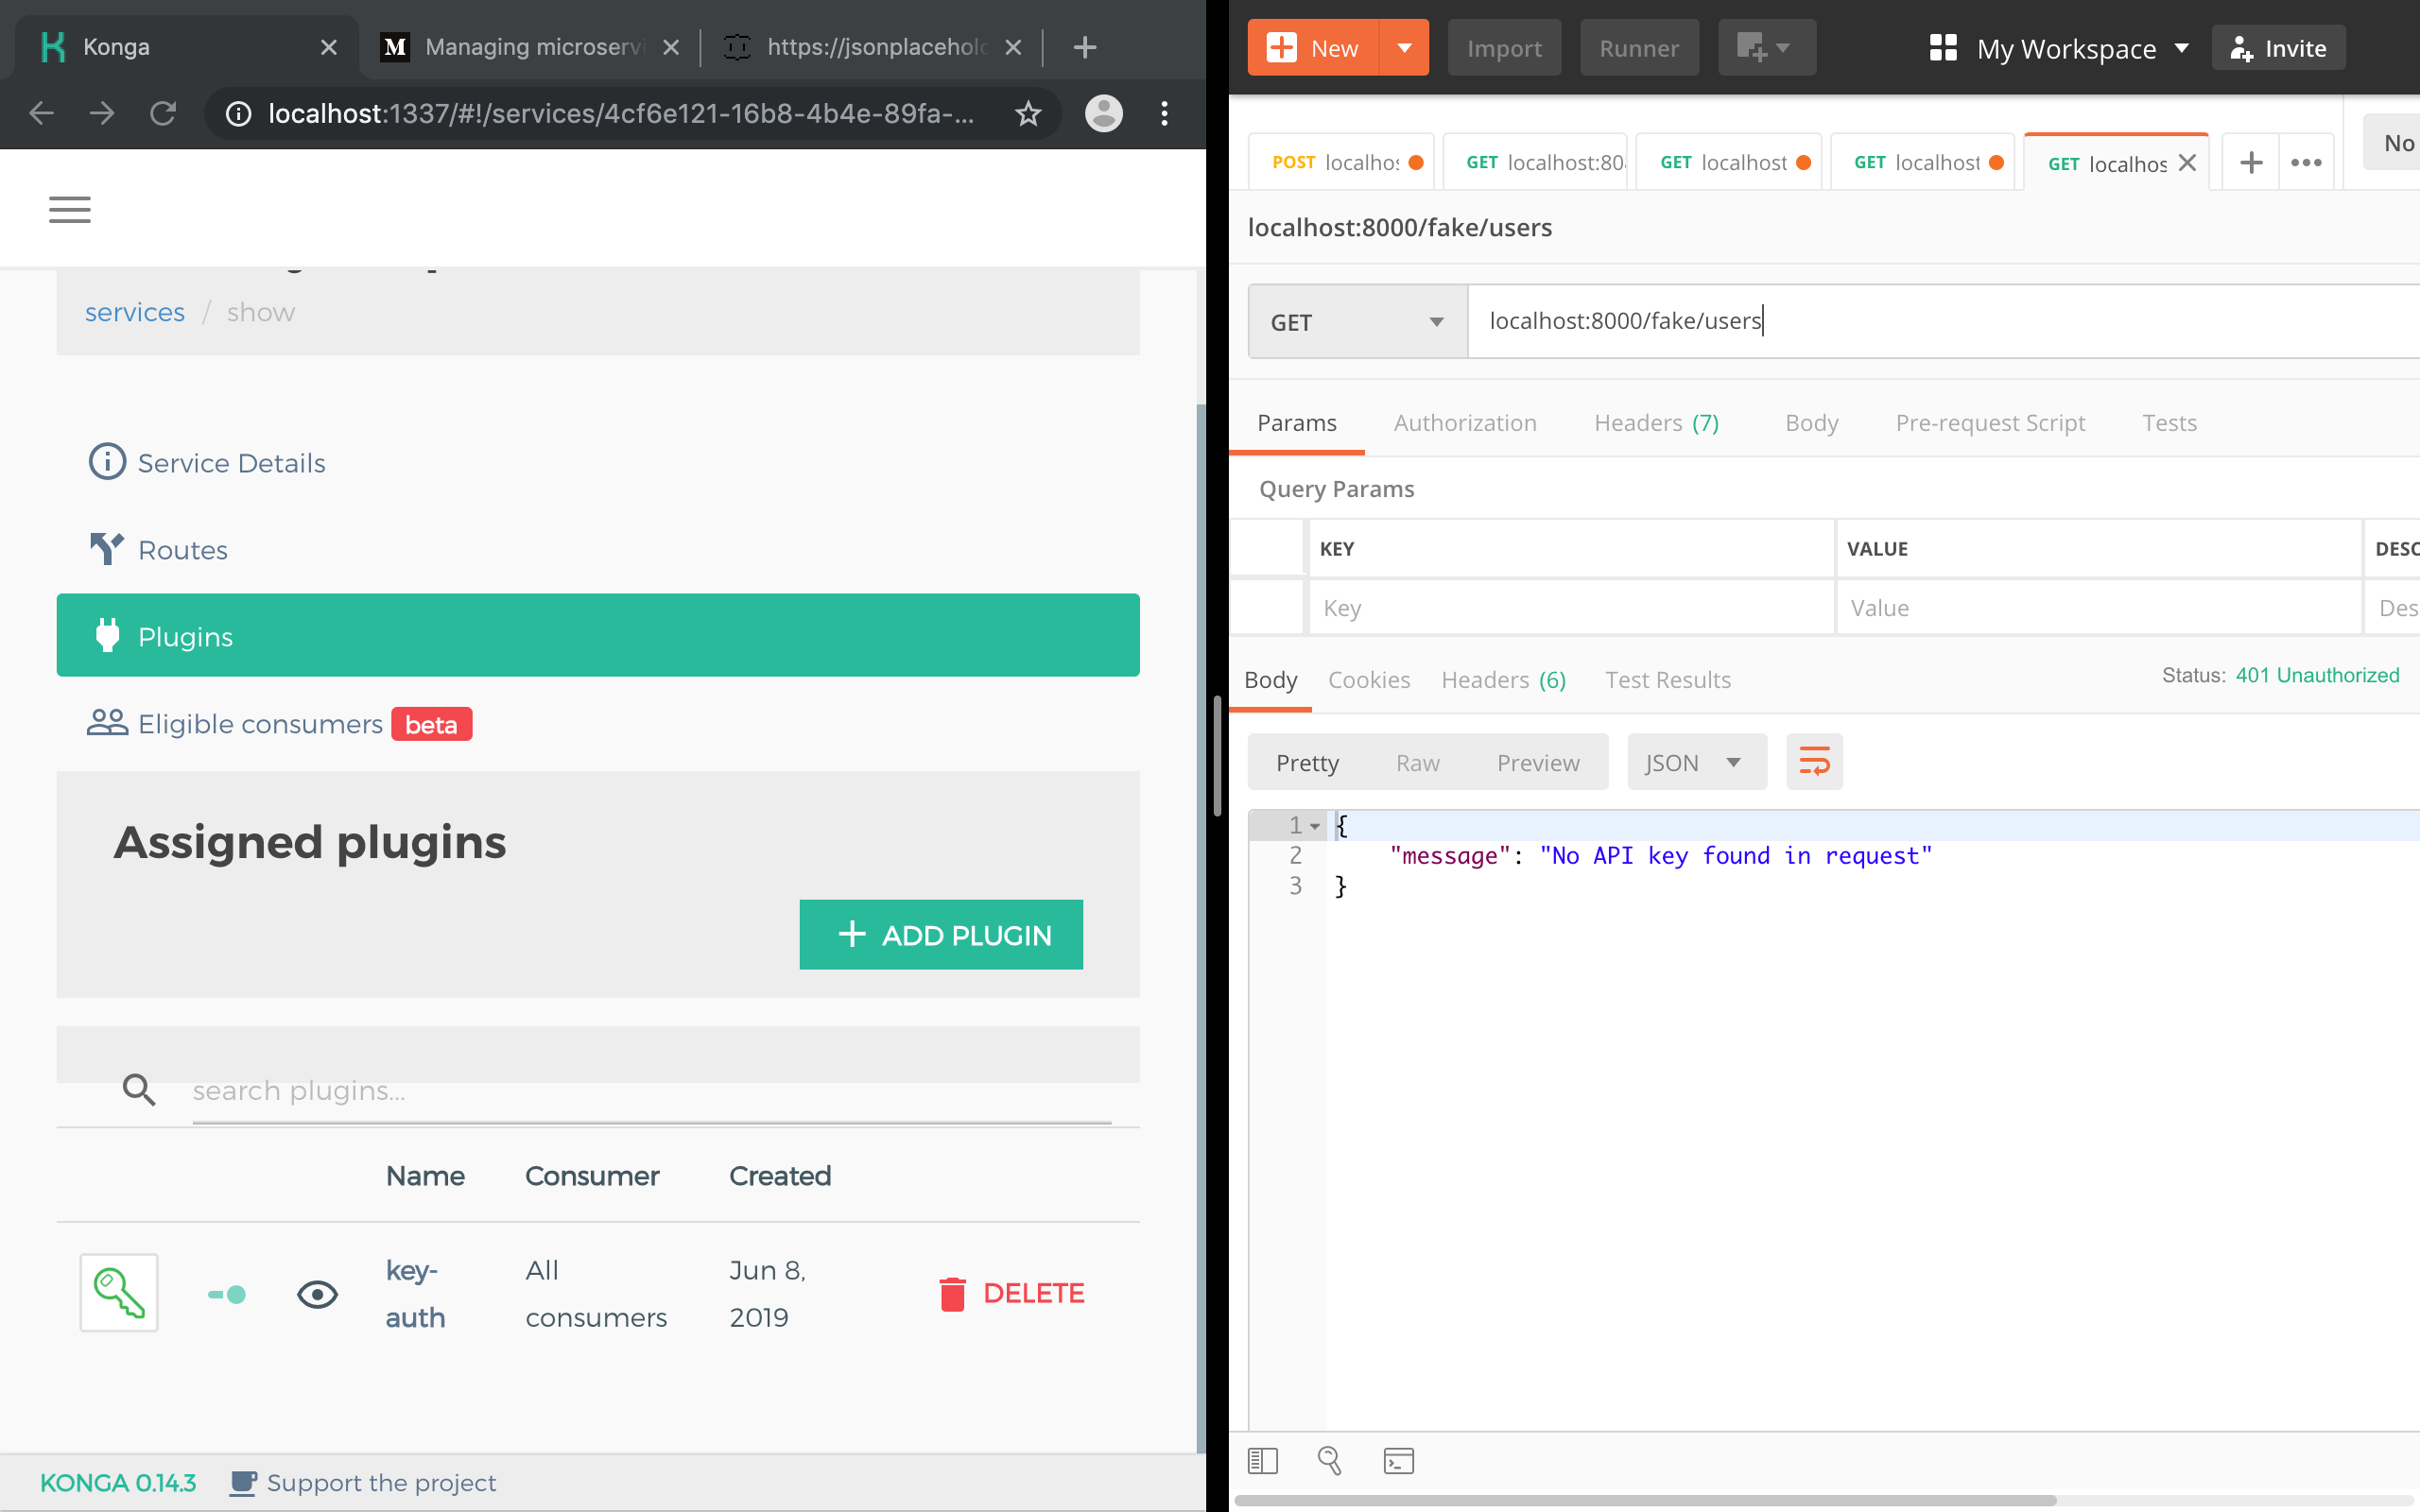 Konga
Managing microservi
https://jsonplacehol
localhost:1337/#!/services/4cf6e121-16b8-4b4e-89fa-...
services / show
Service Details
Routes
Plugins
Eligible consumers beta
Assigned plugins
+ ADD PLUGIN
search plugins...
Name Consumer Created
key-auth All consumers Jun 8, 2019 DELETE
KONGA 0.14.3 Support the project
New Import Runner My Workspace Invite
POST localhos GET localhost:80 GET localhost GET localhost GET localhos No
localhost:8000/fake/users
GET localhost:8000/fake/users
Params Authorization Headers (7) Body Pre-request Script Tests
Query Params
KEY VALUE DESC
Key Value Des
Body Cookies Headers (6) Test Results Status: 401 Unauthorized
Pretty Raw Preview JSON
1 {
2 "message": "No API key found in request"
3 }